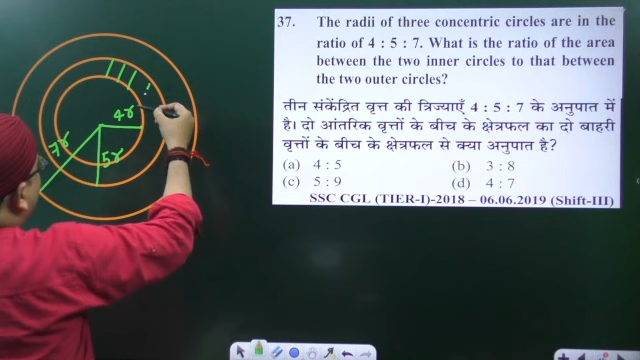 37. The radii of three concentric circles are in the
ratio of 4 : 5 : 7. What is the ratio of the area
between the two inner circles to that between
the two outer circles?
तीन संकेंद्रित वृत्त की त्रिज्याएँ 4 : 5 : 7 के अनुपात में
है। दो आंतरिक वृत्तों के बीच के क्षेत्रफल का दो बाहरी
वृत्तों के बीच के क्षेत्रफल से क्या अनुपात है?
(a) 4 : 5 (b) 3 : 8
(c) 5 : 9 (d) 4 : 7
SSC CGL (TIER-I)-2018 – 06.06.2019 (Shift-III)
4r
7r
5r